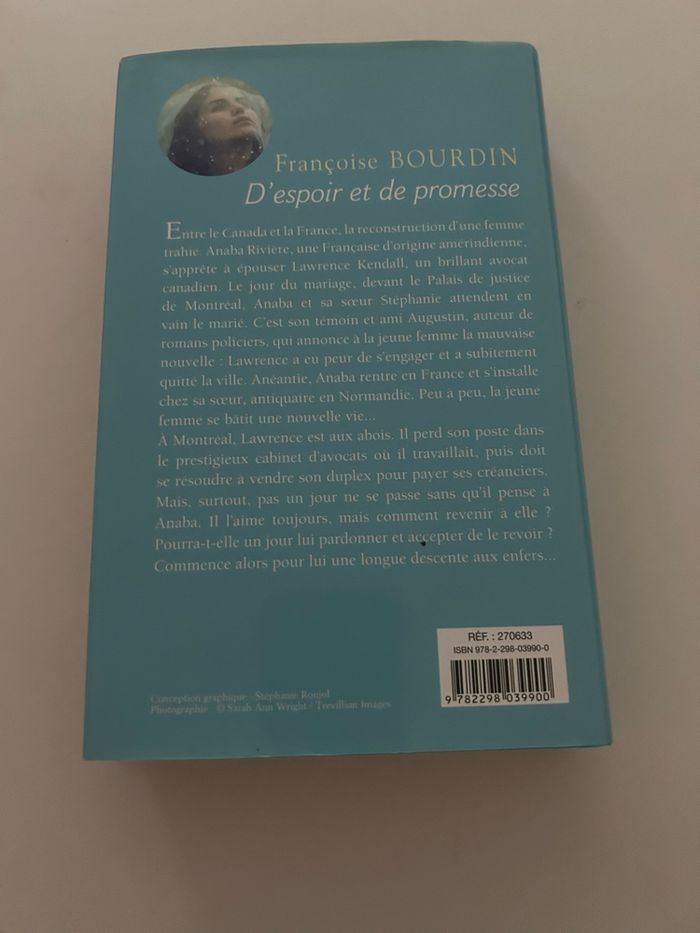 Françoise BOURDIN
D'espoir et de promesse
Entre le Canada et la France, la reconstruction d'une femme
trahie. Anaba Rivière, une Française d'origine amérindienne,
s'apprête à épouser Lawrence Kendall, un brillant avocat
canadien. Le jour du mariage, devant le Palais de justice
de Montréal, Anaba et sa sœur Stéphanie attendent en
vain le marié. C'est son témoin et ami Augustin, auteur de
romans policiers, qui annonce à la jeune femme la mauvaise
nouvelle : Lawrence a eu peur de s'engager et a subitement
quitté la ville. Anéantie, Anaba rentre en France et s'installe
chez sa sœur, antiquaire en Normandie. Peu à peu, la jeune
femme se bâtit une nouvelle vie...
À Montréal, Lawrence est aux abois. Il perd son poste dans
le prestigieux cabinet d'avocats où il travaillait, puis doit
se résoudre à vendre son duplex pour payer ses créanciers.
Mais, surtout, pas un jour ne se passe sans qu'il pense à
Anaba. Il l'aime toujours, mais comment revenir à elle ?
Pourra-t-elle un jour lui pardonner et accepter de le revoir ?
Commence alors pour lui une longue descente aux enfers...
RÉF. : 270633
ISBN 978-2-298-03990-0
9 782298 039900
Conception graphique : Stéphanie Roujol
Photographie : © Sarah Ann Wright / Trevillian Images